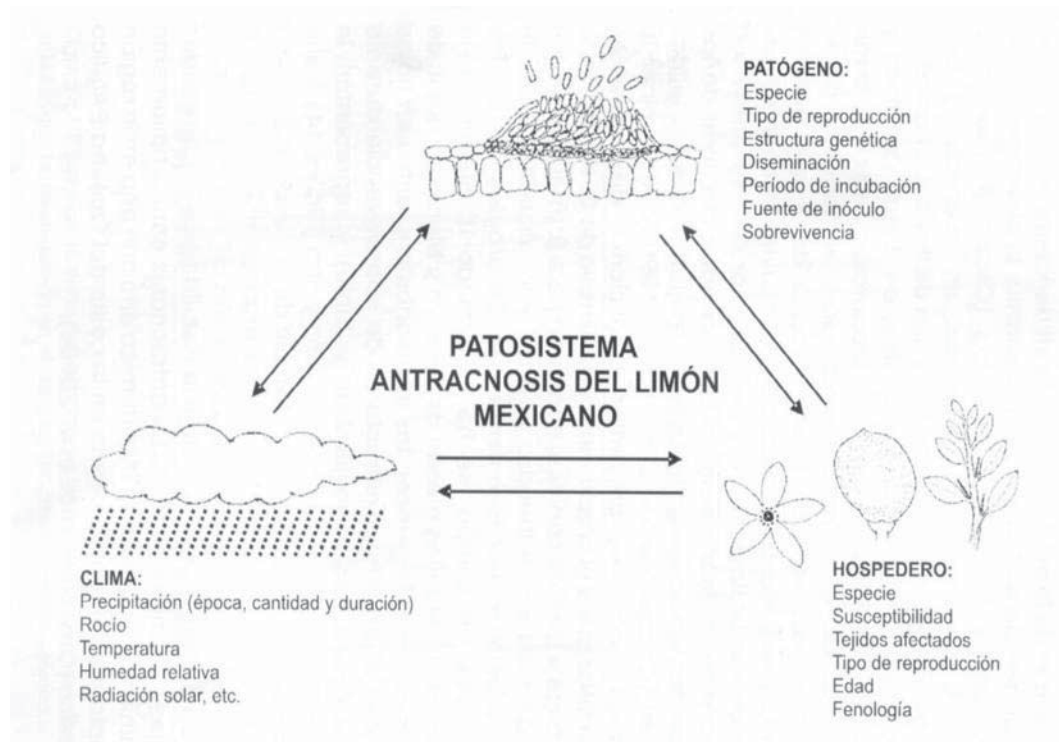 PATÓGENO:
Especie
Tipo de reproducción
Estructura genética
Diseminación
Período de incubación
Fuente de inóculo
Sobrevivencia
PATOSISTEMA
ANTRACNOSIS DEL LIMÓN
MEXICANO
CLIMA:
Precipitación (época, cantidad y duración)
Rocío
Temperatura
Humedad relativa
Radiación solar, etc.
HOSPEDERO:
Especie
Susceptibilidad
Tejidos afectados
Tipo de reproducción
Edad
Fenología